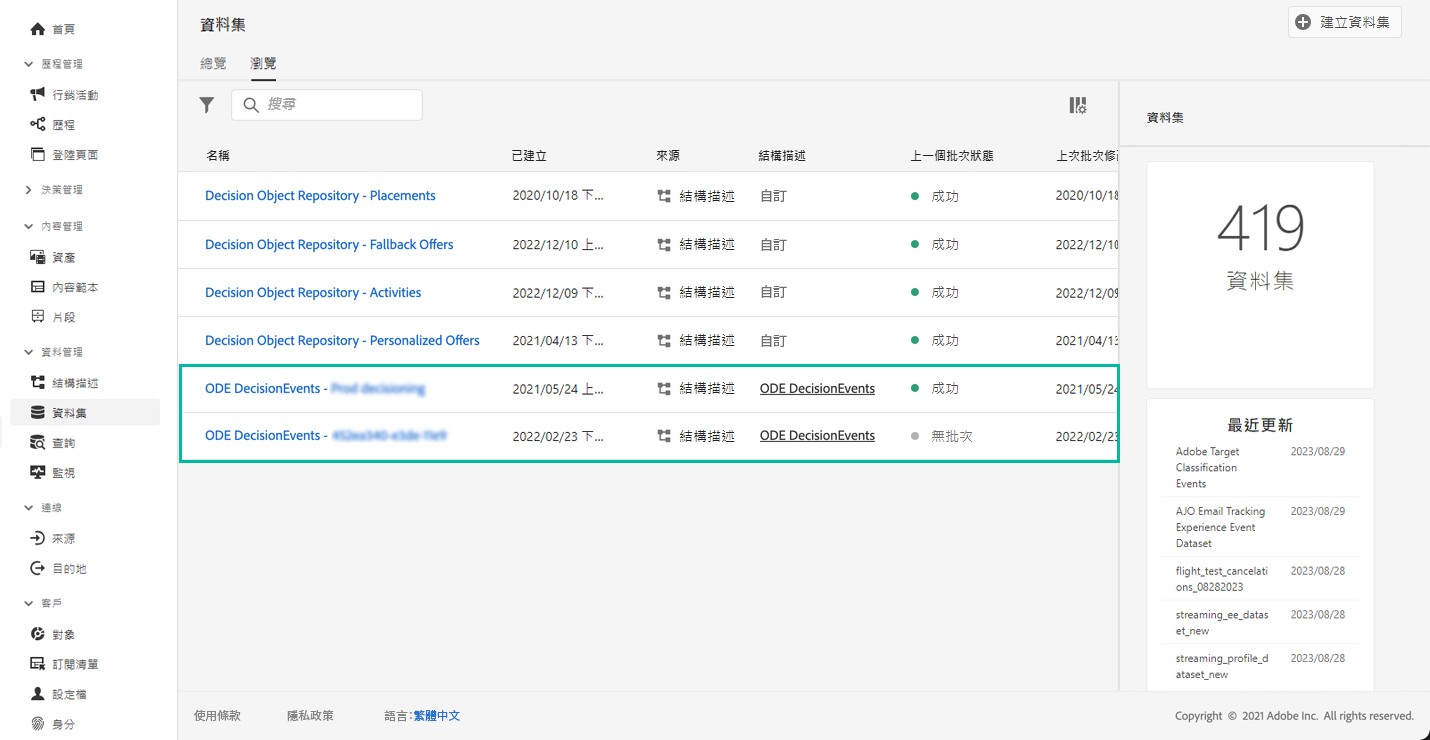 首頁
歷程管理
行銷活動
歷程
登陸頁面
決策管理
內容管理
資產
內容範本
片段
資料管理
結構描述
資料集
查詢
監視
連線
來源
目的地
客戶
對象
訂閱清單
設定檔
身分
資料集
建立資料集
總覽 瀏覽
搜尋
名稱 已建立 來源 結構描述 上一個批次狀態 上次批次修
Decision Object Repository - Placements 2020/10/18 下... 結構描述 自訂 成功 2020/10/18
Decision Object Repository - Fallback Offers 2022/12/10 上... 結構描述 自訂 成功 2022/12/10
Decision Object Repository - Activities 2022/12/09 下... 結構描述 自訂 成功 2022/12/09
Decision Object Repository - Personalized Offers 2021/04/13 下... 結構描述 自訂 成功 2021/04/13
ODE DecisionEvents - Prod decisioning 2021/05/24 上... 結構描述 ODE DecisionEvents 成功 2021/05/24
ODE DecisionEvents - 2022/02/23 下... 結構描述 ODE DecisionEvents 無批次 2022/02/23
資料集
419
資料集
最近更新
Adobe Target 2023/08/29
Classification
Events
AJO Email Tracking 2023/08/29
Experience Event
Dataset
flight_test_cancelati 2023/08/28
ons_08282023
streaming_ee_datas 2023/08/28
et_new
streaming_profile_d 2023/08/28
ataset_new
使用條款 隱私政策 語言：繁體中文
Copyright © 2021 Adobe Inc. All rights reserved.